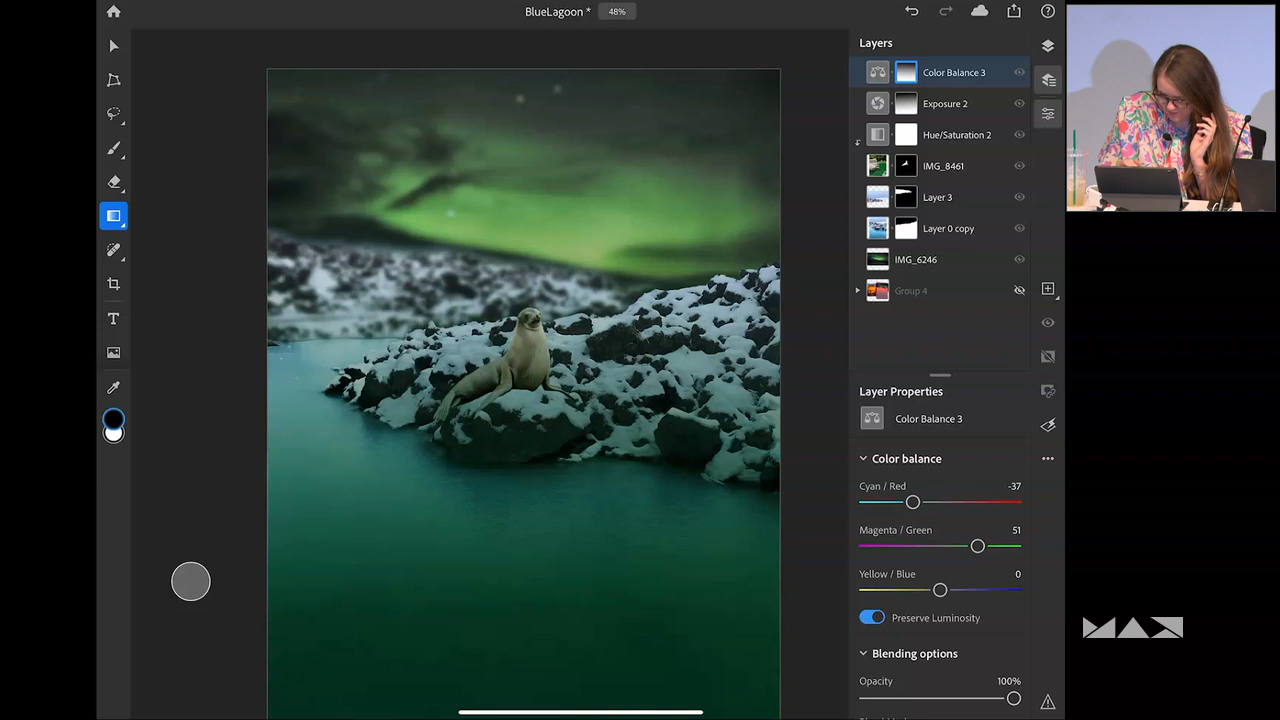 BlueLagoon *
48%
Layers
Color Balance 3
Exposure 2
Hue/Saturation 2
IMG_8461
Layer 3
Layer 0 copy
IMG_6246
Group 4
Layer Properties
Color Balance 3
Color balance
Cyan / Red -37
Magenta / Green 51
Yellow / Blue 0
Preserve Luminosity
Blending options
Opacity 100%
MAX